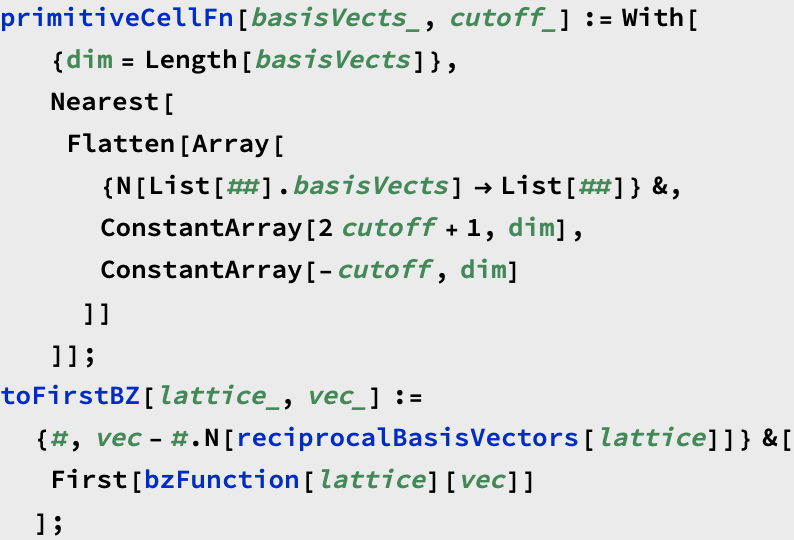 primitiveCellFn[basisVects_, cutoff_] := With[
{dim = Length[basisVects]},
Nearest[
Flatten[Array[
{N[List[##].basisVects] → List[##]} &,
ConstantArray[2 cutoff + 1, dim],
ConstantArray[-cutoff, dim]
]]
]];
toFirstBZ[lattice_, vec_] :=
{#, vec - #.N[reciprocalBasisVectors[lattice]]} &[
First[bzFunction[lattice][vec]]
];